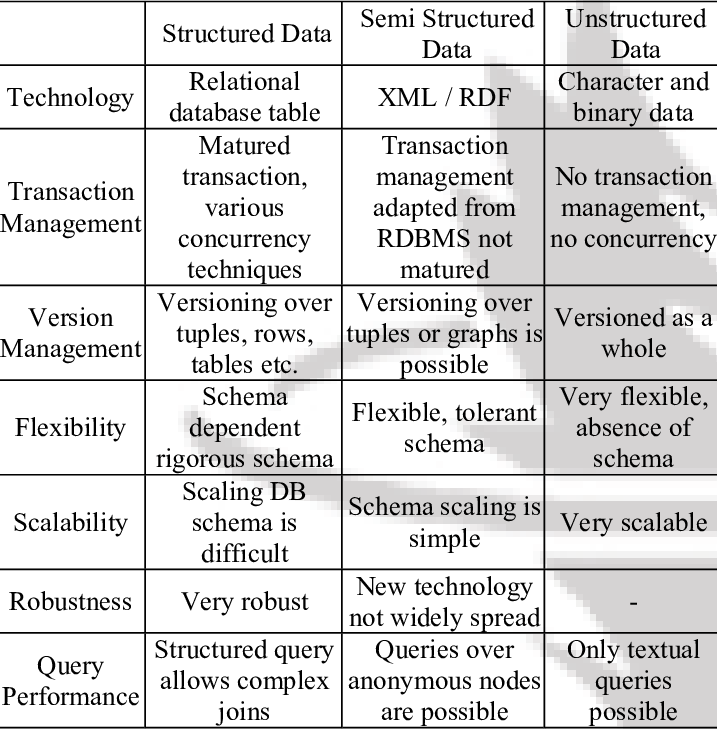 Structured Data
Semi Structured
Data
Unstructured
Data
Technology
Relational
database table
XML / RDF
Character and
binary data
Transaction
Management
Matured
transaction,
various
concurrency
techniques
Transaction
management
adapted from
RDBMS not
matured
No transaction
management,
no concurrency
Version
Management
Versioning over
tuples, rows,
tables etc.
Versioning over
tuples or graphs is
possible
Versioned as a
whole
Flexibility
Schema
dependent
rigorous schema
Flexible, tolerant
schema
Very flexible,
absence of
schema
Scalability
Scaling DB
schema is
difficult
Schema scaling is
simple
Very scalable
Robustness
Very robust
New technology
not widely spread
-
Query
Performance
Structured query
allows complex
joins
Queries over
anonymous nodes
are possible
Only textual
queries
possible